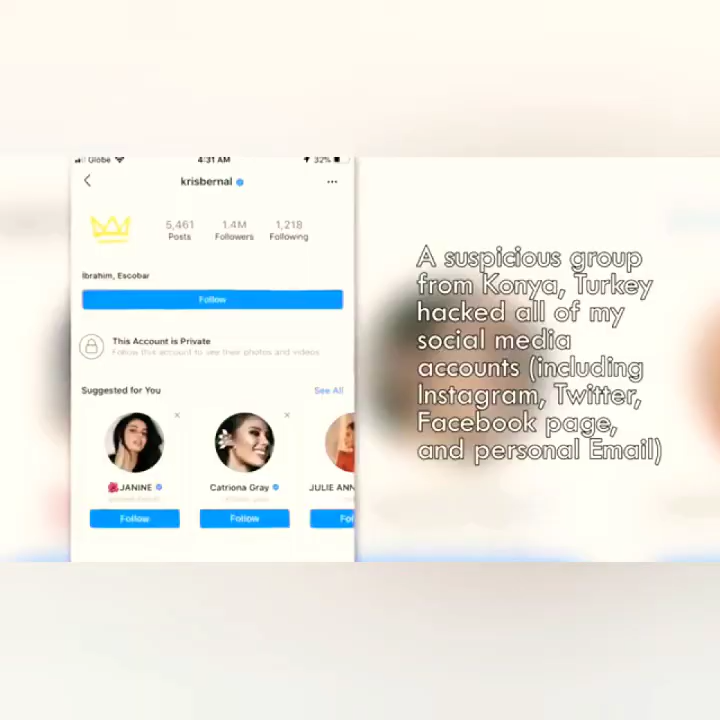 Globe 4:31 AM 32%
krisbernal
5,461 1.4M 1,218
Posts Followers Following
İbrahim, Escobar
Follow
This Account is Private
Follow this account to see their photos and videos
Suggested for You See All
JANINE Catriona Gray JULIE ANN
Follow Follow Fol
A suspicious group
from Konya, Turkey
hacked all of my
social media
accounts (including
Instagram, Twitter,
Facebook page,
and personal Email)